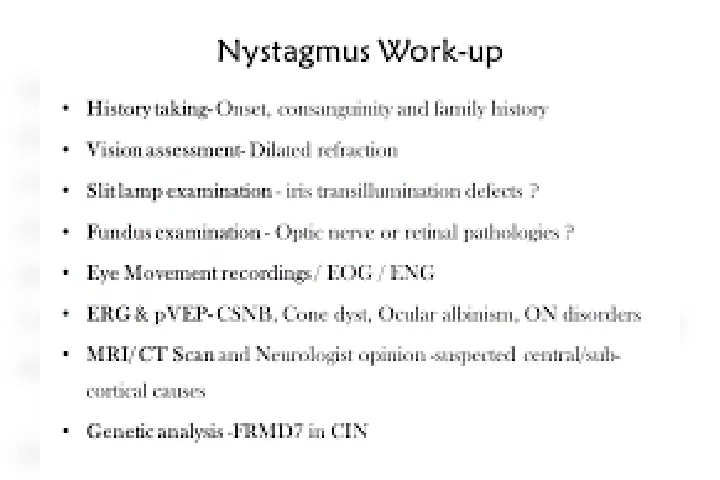 Nystagmus Work-up
• History taking- Onset, consanguinity and family history
• Vision assessment- Dilated refraction
• Slit lamp examination - iris transillumination defects ?
• Fundus examination - Optic nerve or retinal pathologies ?
• Eye Movement recordings / EOG / ENG
• ERG & pVEP- CSNB, Cone dyst, Ocular albinism, ON disorders
• MRI/ CT Scan and Neurologist opinion -suspected central/sub-
cortical causes
• Genetic analysis -FRMD7 in CIN